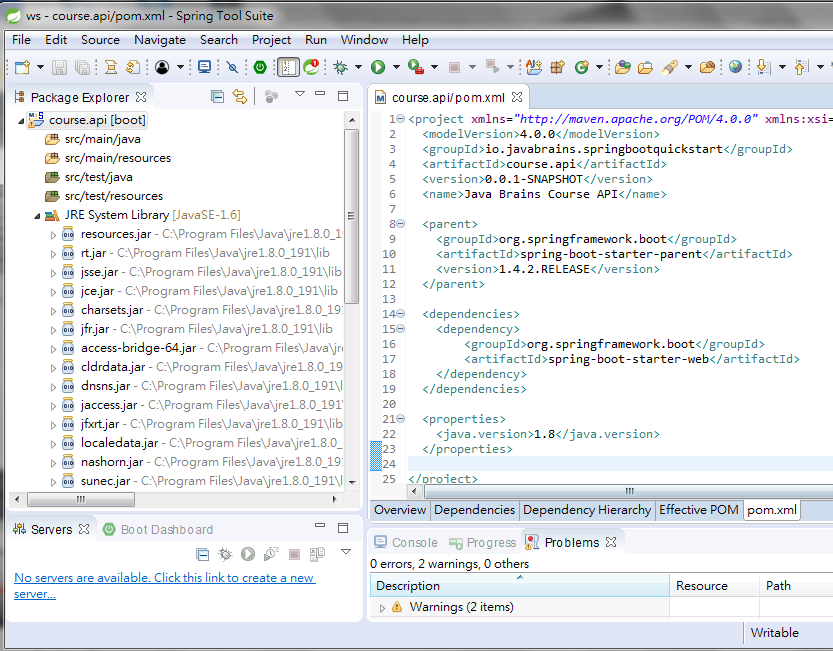 ws - course.api/pom.xml - Spring Tool Suite
File Edit Source Navigate Search Project Run Window Help
Package Explorer
course.api [boot]
src/main/java
src/main/resources
src/test/java
src/test/resources
JRE System Library [JavaSE-1.6]
resources.jar - C:\Program Files\Java\jre1.8.0_1
rt.jar - C:\Program Files\Java\jre1.8.0_191\lib
jsse.jar - C:\Program Files\Java\jre1.8.0_191\lib
jce.jar - C:\Program Files\Java\jre1.8.0_191\lib
charsets.jar - C:\Program Files\Java\jre1.8.0_19
jfr.jar - C:\Program Files\Java\jre1.8.0_191\lib
access-bridge-64.jar - C:\Program Files\Java\jr
cldrdata.jar - C:\Program Files\Java\jre1.8.0_19
dnsns.jar - C:\Program Files\Java\jre1.8.0_191\l
jaccess.jar - C:\Program Files\Java\jre1.8.0_191
jfxrt.jar - C:\Program Files\Java\jre1.8.0_191\lib
localedata.jar - C:\Program Files\Java\jre1.8.0_
nashorn.jar - C:\Program Files\Java\jre1.8.0_19
sunec.jar - C:\Program Files\Java\jre1.8.0_191\l
course.api/pom.xml
1 <project xmlns="http://maven.apache.org/POM/4.0.0" xmlns:xsi=
2 <modelVersion>4.0.0</modelVersion>
3 <groupId>io.javabrains.springbootquickstart</groupId>
4 <artifactId>course.api</artifactId>
5 <version>0.0.1-SNAPSHOT</version>
6 <name>Java Brains Course API</name>
7
8 <parent>
9 <groupId>org.springframework.boot</groupId>
10 <artifactId>spring-boot-starter-parent</artifactId>
11 <version>1.4.2.RELEASE</version>
12 </parent>
13
14 <dependencies>
15 <dependency>
16 <groupId>org.springframework.boot</groupId>
17 <artifactId>spring-boot-starter-web</artifactId>
18 </dependency>
19 </dependencies>
20
21 <properties>
22 <java.version>1.8</java.version>
23 </properties>
24
25 </project>
Overview Dependencies Dependency Hierarchy Effective POM pom.xml
Servers Boot Dashboard
No servers are available. Click this link to create a new
server...
Console Progress Problems
0 errors, 2 warnings, 0 others
Description Resource Path
Warnings (2 items)
Writable